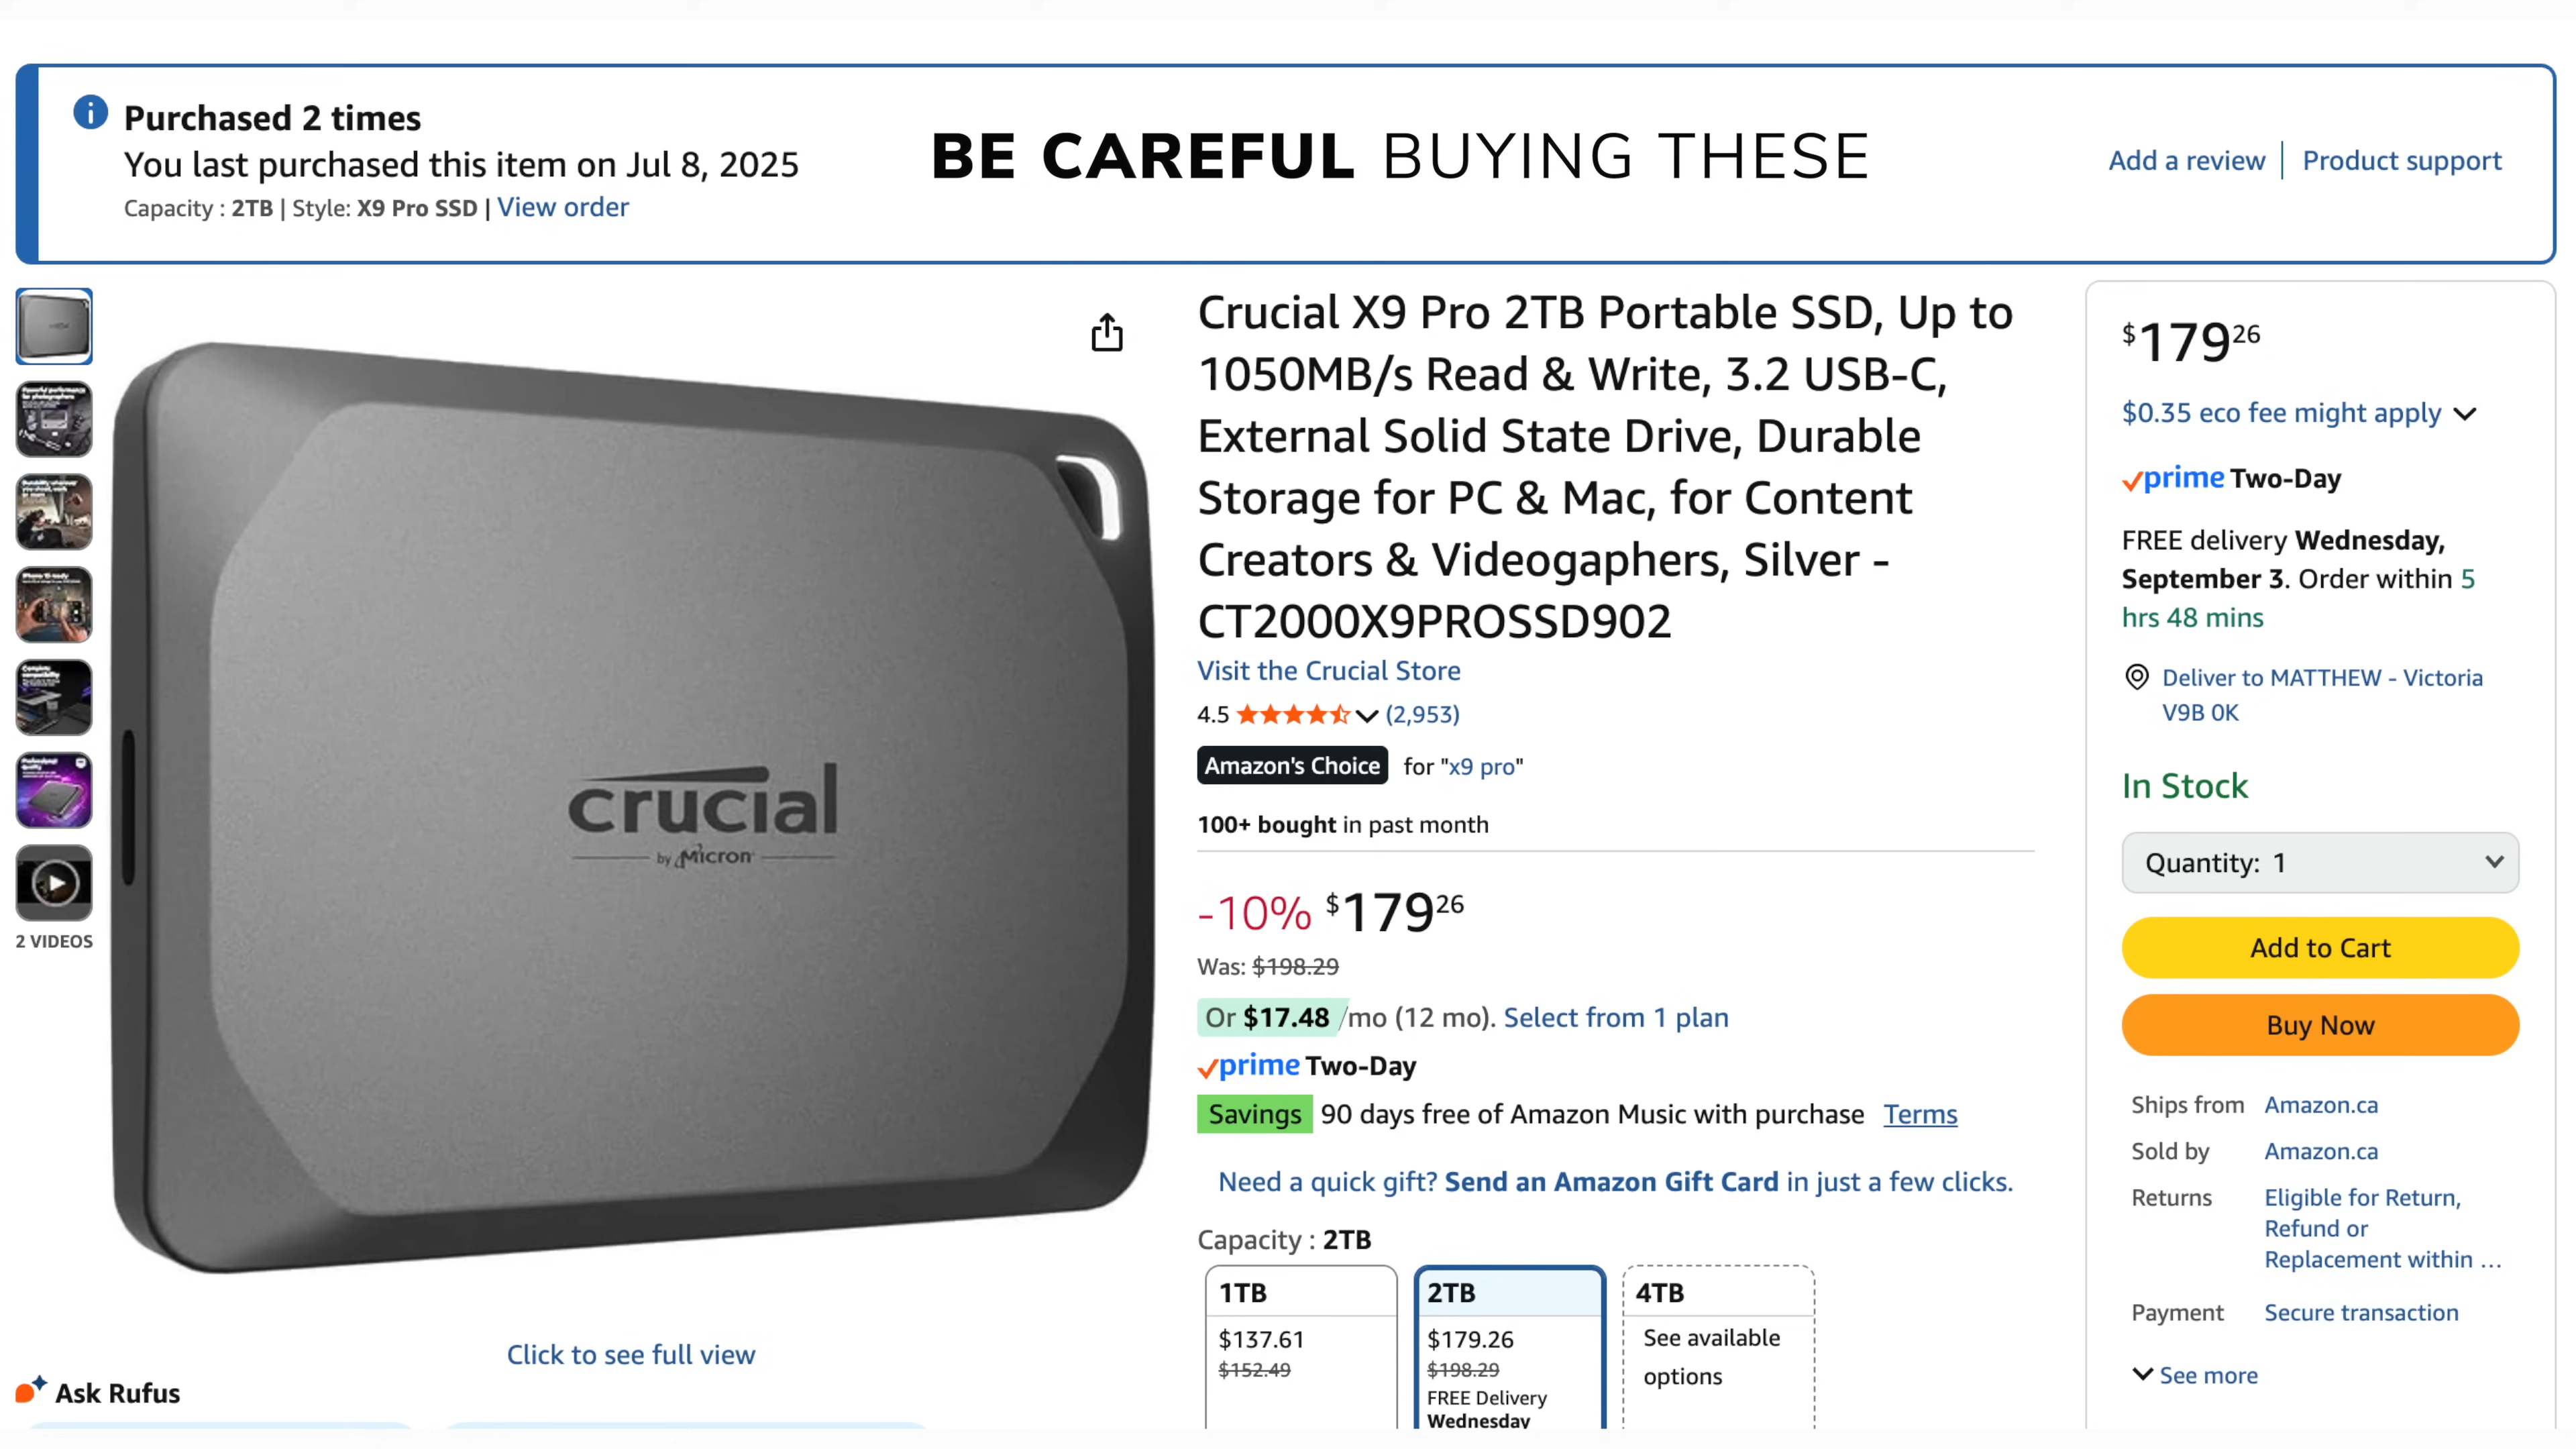 Purchased 2 times
You last purchased this item on Jul 8, 2025
Capacity : 2TB | Style: X9 Pro SSD | View order
BE CAREFUL BUYING THESE
Add a review | Product support
2 VIDEOS
crucial
by Micron
Click to see full view
Ask Rufus
Crucial X9 Pro 2TB Portable SSD, Up to
1050MB/s Read & Write, 3.2 USB-C,
External Solid State Drive, Durable
Storage for PC & Mac, for Content
Creators & Videogaphers, Silver -
CT2000X9PROSSD902
Visit the Crucial Store
4.5 (2,953)
Amazon's Choice for "x9 pro"
100+ bought in past month
-10% $179 26
Was: $198.29
Or $17.48 /mo (12 mo). Select from 1 plan
prime Two-Day
Savings 90 days free of Amazon Music with purchase Terms
Need a quick gift? Send an Amazon Gift Card in just a few clicks.
Capacity : 2TB
1TB
$137.61
$152.49
2TB
$179.26
$198.29
FREE Delivery
Wednesday
4TB
See available
options
$179 26
$0.35 eco fee might apply
prime Two-Day
FREE delivery Wednesday,
September 3. Order within 5
hrs 48 mins
Deliver to MATTHEW - Victoria
V9B 0K
In Stock
Quantity: 1
Add to Cart
Buy Now
Ships from Amazon.ca
Sold by Amazon.ca
Returns Eligible for Return,
Refund or
Replacement within ...
Payment Secure transaction
See more